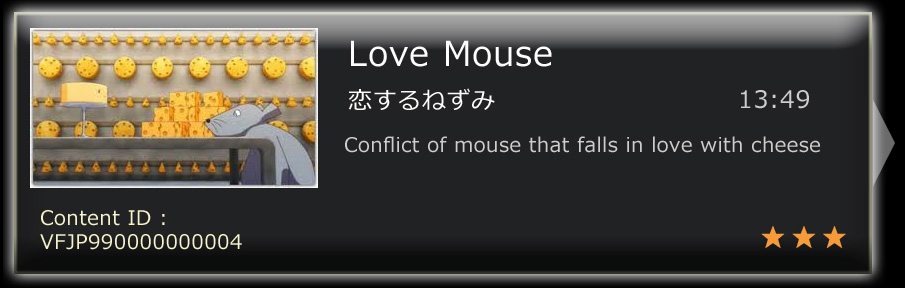 Love Mouse
恋するねずみ
13:49
Conflict of mouse that falls in love with cheese
Content ID :
VFJP990000000004